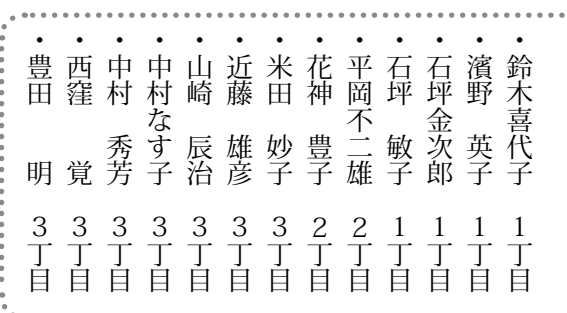 ・鈴木喜代子 1丁目
・濱野 英子 1丁目
・石坪金次郎 1丁目
・石坪 敏子 1丁目
・平岡不二雄 2丁目
・花神 豊子 2丁目
・米田 妙子 3丁目
・近藤 雄彦 3丁目
・山崎 辰治 3丁目
・中村なす子 3丁目
・中村 秀芳 3丁目
・西窪 覚 3丁目
・豊田 明 3丁目